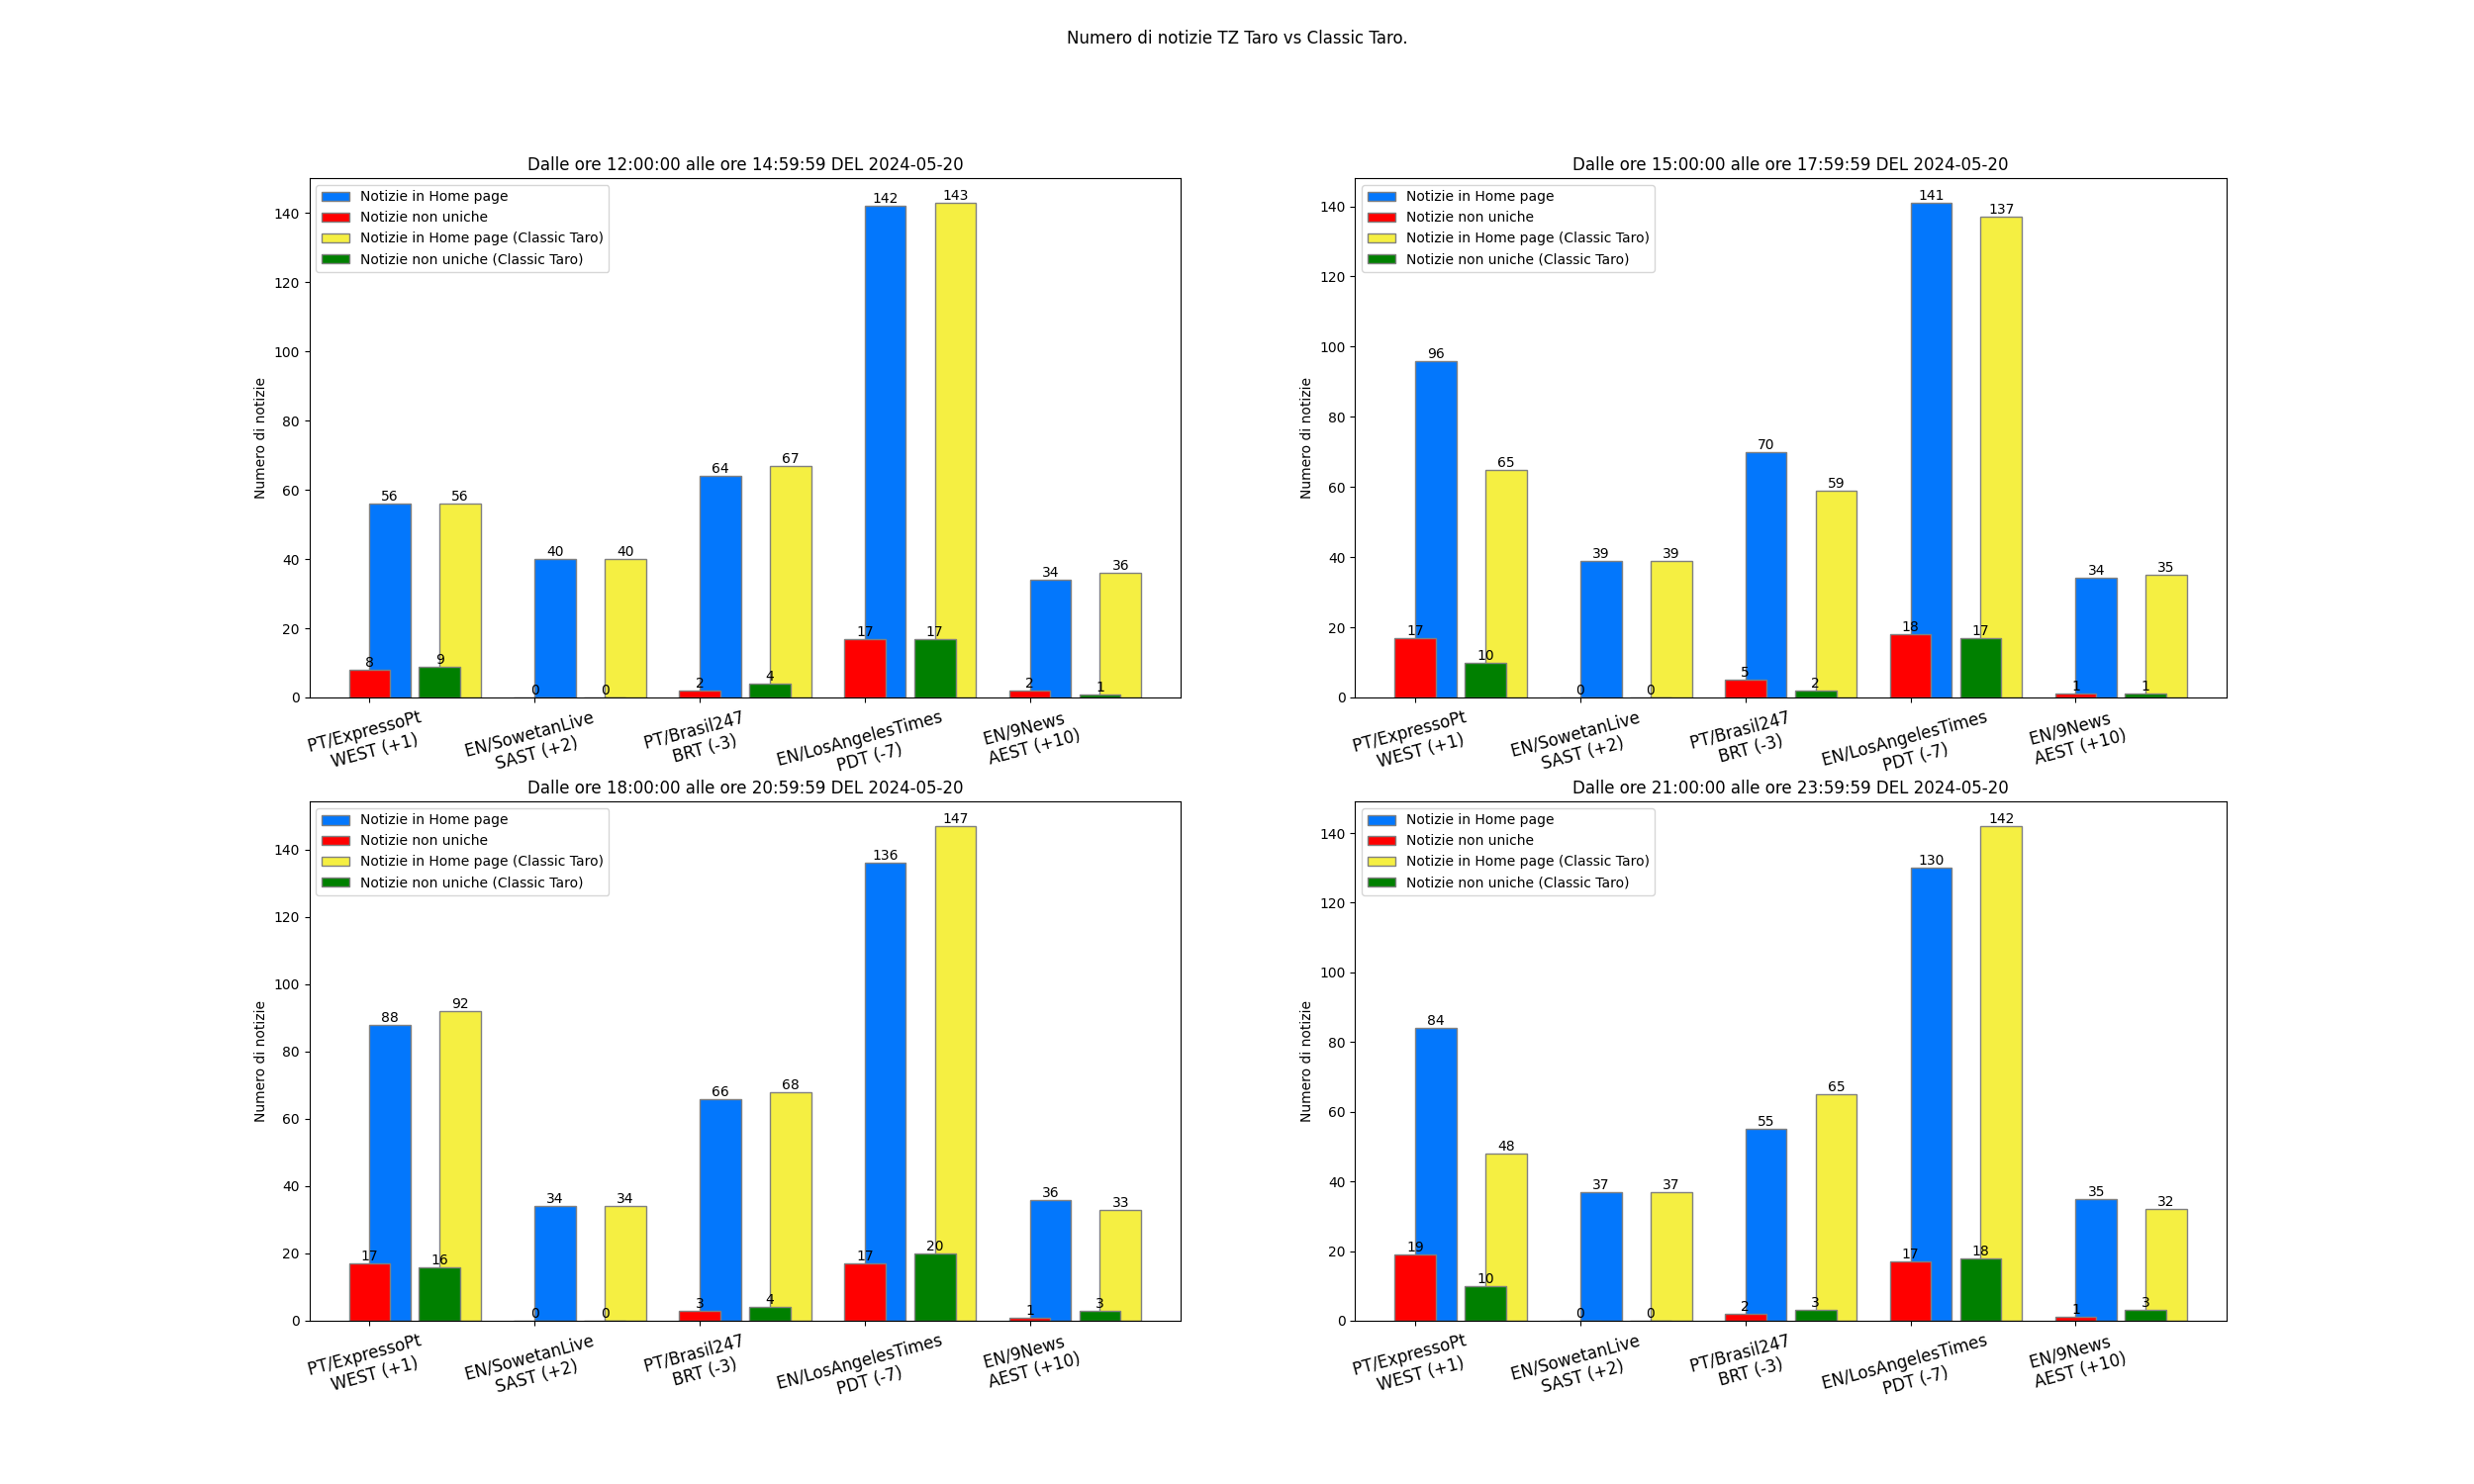 Numero di notizie TZ Taro vs Classic Taro.
Dalle ore 12:00:00 alle ore 14:59:59 DEL 2024-05-20
Notizie in Home page
Notizie non uniche
Notizie in Home page (Classic Taro)
Notizie non uniche (Classic Taro)
Numero di notizie
140
120
100
80
60
40
20
0
8 56 9 56
0 40 0 40
2 64 4 67
17 142 17 143
2 34 1 36
PT/ExpressoPt
WEST (+1)
EN/SowetanLive
SAST (+2)
PT/Brasil247
BRT (-3)
EN/LosAngelesTimes
PDT (-7)
EN/9News
AEST (+10)
Dalle ore 15:00:00 alle ore 17:59:59 DEL 2024-05-20
Notizie in Home page
Notizie non uniche
Notizie in Home page (Classic Taro)
Notizie non uniche (Classic Taro)
Numero di notizie
140
120
100
80
60
40
20
0
17 96 10 65
0 39 0 39
5 70 2 59
18 141 17 137
1 34 1 35
PT/ExpressoPt
WEST (+1)
EN/SowetanLive
SAST (+2)
PT/Brasil247
BRT (-3)
EN/LosAngelesTimes
PDT (-7)
EN/9News
AEST (+10)
Dalle ore 18:00:00 alle ore 20:59:59 DEL 2024-05-20
Notizie in Home page
Notizie non uniche
Notizie in Home page (Classic Taro)
Notizie non uniche (Classic Taro)
Numero di notizie
140
120
100
80
60
40
20
0
17 88 16 92
0 34 0 34
3 66 4 68
17 136 20 147
1 36 3 33
PT/ExpressoPt
WEST (+1)
EN/SowetanLive
SAST (+2)
PT/Brasil247
BRT (-3)
EN/LosAngelesTimes
PDT (-7)
EN/9News
AEST (+10)
Dalle ore 21:00:00 alle ore 23:59:59 DEL 2024-05-20
Notizie in Home page
Notizie non uniche
Notizie in Home page (Classic Taro)
Notizie non uniche (Classic Taro)
Numero di notizie
140
120
100
80
60
40
20
0
19 84 10 48
0 37 0 37
2 55 3 65
17 130 18 142
1 35 3 32
PT/ExpressoPt
WEST (+1)
EN/SowetanLive
SAST (+2)
PT/Brasil247
BRT (-3)
EN/LosAngelesTimes
PDT (-7)
EN/9News
AEST (+10)